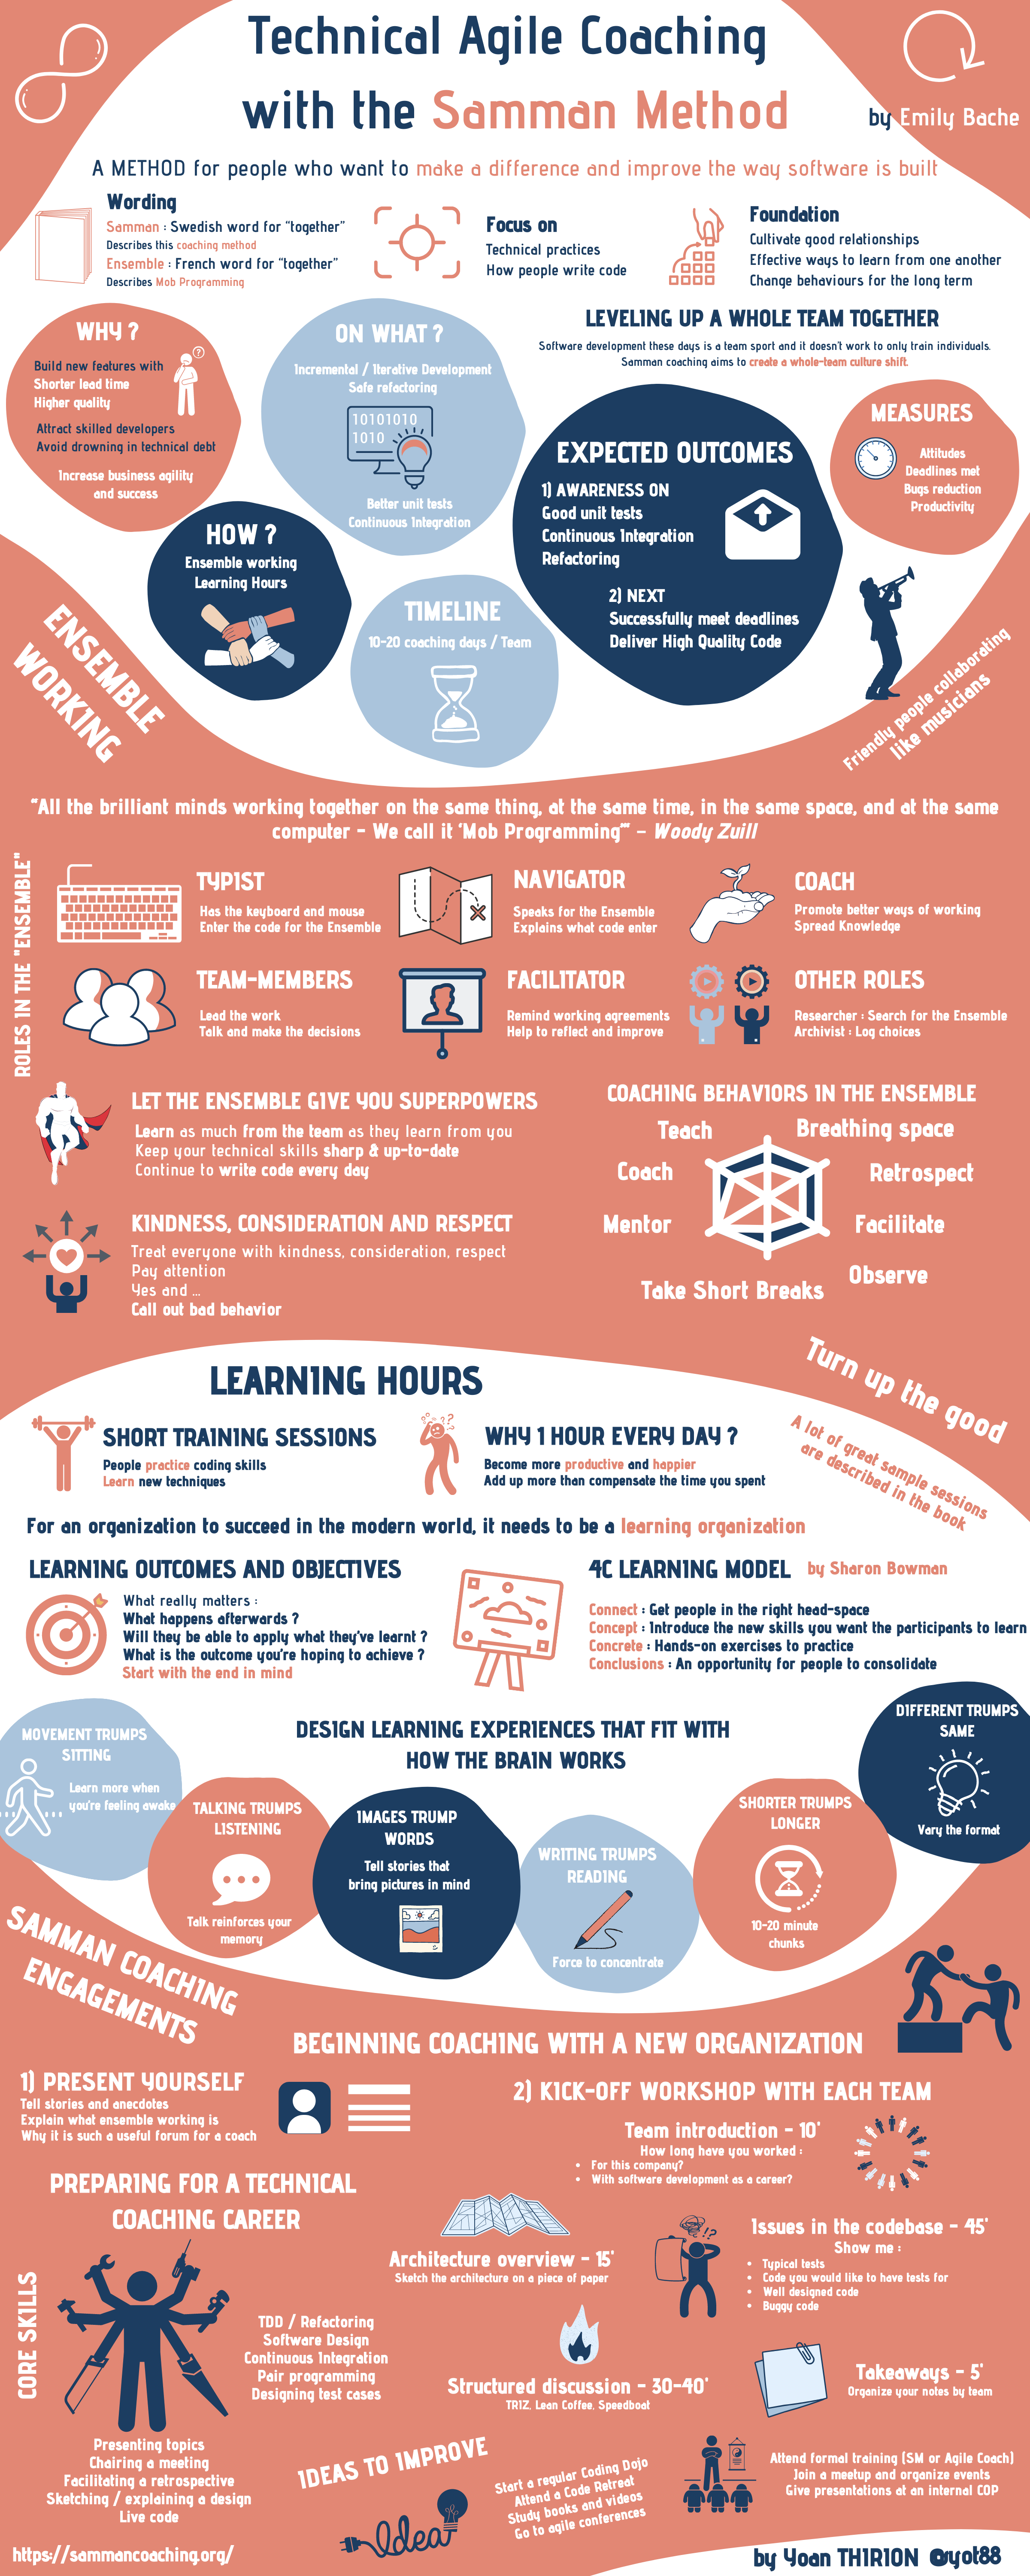 Technical Agile Coaching
with the Samman Method
by Emily Bache
A METHOD for people who want to make a difference and improve the way software is built
Wording
Samman : Swedish word for "together"
Describes this coaching method
Ensemble : French word for "together"
Describes Mob Programming
Focus on
Technical practices
How people write code
Foundation
Cultivate good relationships
Effective ways to learn from one another
Change behaviours for the long term
WHY ?
Build new features with
Shorter lead time
Higher quality
Attract skilled developers
Avoid drowning in technical debt
Increase business agility
and success
ON WHAT ?
Incremental / Iterative Development
Safe refactoring
10101010
1010
Better unit tests
Continuous Integration
LEVELING UP A WHOLE TEAM TOGETHER
Software development these days is a team sport and it doesn't work to only train individuals.
Samman coaching aims to create a whole-team culture shift.
HOW ?
Ensemble working
Learning Hours
TIMELINE
10-20 coaching days / Team
EXPECTED OUTCOMES
1) AWARENESS ON
Good unit tests
Continuous Integration
Refactoring
2) NEXT
Successfully meet deadlines
Deliver High Quality Code
MEASURES
Attitudes
Deadlines met
Bugs reduction
Productivity
ENSEMBLE
WORKING
Friendly people collaborating
like musicians
"All the brilliant minds working together on the same thing, at the same time, in the same space, and at the same
computer - We call it 'Mob Programming'" – Woody Zuill
ROLES IN THE "ENSEMBLE"
TYPIST
Has the keyboard and mouse
Enter the code for the Ensemble
NAVIGATOR
Speaks for the Ensemble
Explains what code enter
COACH
Promote better ways of working
Spread Knowledge
TEAM-MEMBERS
Lead the work
Talk and make the decisions
FACILITATOR
Remind working agreements
Help to reflect and improve
OTHER ROLES
Researcher : Search for the Ensemble
Archivist : Log choices
LET THE ENSEMBLE GIVE YOU SUPERPOWERS
Learn as much from the team as they learn from you
Keep your technical skills sharp & up-to-date
Continue to write code every day
KINDNESS, CONSIDERATION AND RESPECT
Treat everyone with kindness, consideration, respect
Pay attention
Yes and ...
Call out bad behavior
COACHING BEHAVIORS IN THE ENSEMBLE
Teach
Breathing space
Coach
Retrospect
Mentor
Facilitate
Observe
Take Short Breaks
LEARNING HOURS
Turn up the good
A lot of great sample sessions
are described in the book
SHORT TRAINING SESSIONS
People practice coding skills
Learn new techniques
WHY 1 HOUR EVERY DAY ?
Become more productive and happier
Add up more than compensate the time you spent
For an organization to succeed in the modern world, it needs to be a learning organization
LEARNING OUTCOMES AND OBJECTIVES
What really matters :
What happens afterwards ?
Will they be able to apply what they've learnt ?
What is the outcome you're hoping to achieve ?
Start with the end in mind
4C LEARNING MODEL by Sharon Bowman
Connect : Get people in the right head-space
Concept : Introduce the new skills you want the participants to learn
Concrete : Hands-on exercises to practice
Conclusions : An opportunity for people to consolidate
DESIGN LEARNING EXPERIENCES THAT FIT WITH
HOW THE BRAIN WORKS
MOVEMENT TRUMPS
SITTING
Learn more when
you're feeling awake
TALKING TRUMPS
LISTENING
Talk reinforces your
memory
IMAGES TRUMP
WORDS
Tell stories that
bring pictures in mind
WRITING TRUMPS
READING
Force to concentrate
SHORTER TRUMPS
LONGER
10-20 minute
chunks
DIFFERENT TRUMPS
SAME
Vary the format
SAMMAN COACHING
ENGAGEMENTS
BEGINNING COACHING WITH A NEW ORGANIZATION
1) PRESENT YOURSELF
Tell stories and anecdotes
Explain what ensemble working is
Why it is such a useful forum for a coach
2) KICK-OFF WORKSHOP WITH EACH TEAM
Team introduction - 10'
How long have you worked :
• For this company?
• With software development as a career?
Architecture overview - 15'
Sketch the architecture on a piece of paper
Issues in the codebase - 45'
Show me :
• Typical tests
• Code you would like to have tests for
• Well designed code
• Buggy code
Structured discussion - 30-40'
TRIZ, Lean Coffee, Speedboat
Takeaways - 5'
Organize your notes by team
PREPARING FOR A TECHNICAL
COACHING CAREER
CORE SKILLS
TDD / Refactoring
Software Design
Continuous Integration
Pair programming
Designing test cases
Presenting topics
Chairing a meeting
Facilitating a retrospective
Sketching / explaining a design
Live code
IDEAS TO IMPROVE
Idea
Start a regular Coding Dojo
Attend a Code Retreat
Study books and videos
Go to agile conferences
Attend formal training (SM or Agile Coach)
Join a meetup and organize events
Give presentations at an internal COP
https://sammancoaching.org/
by Yoan THIRION @yot88